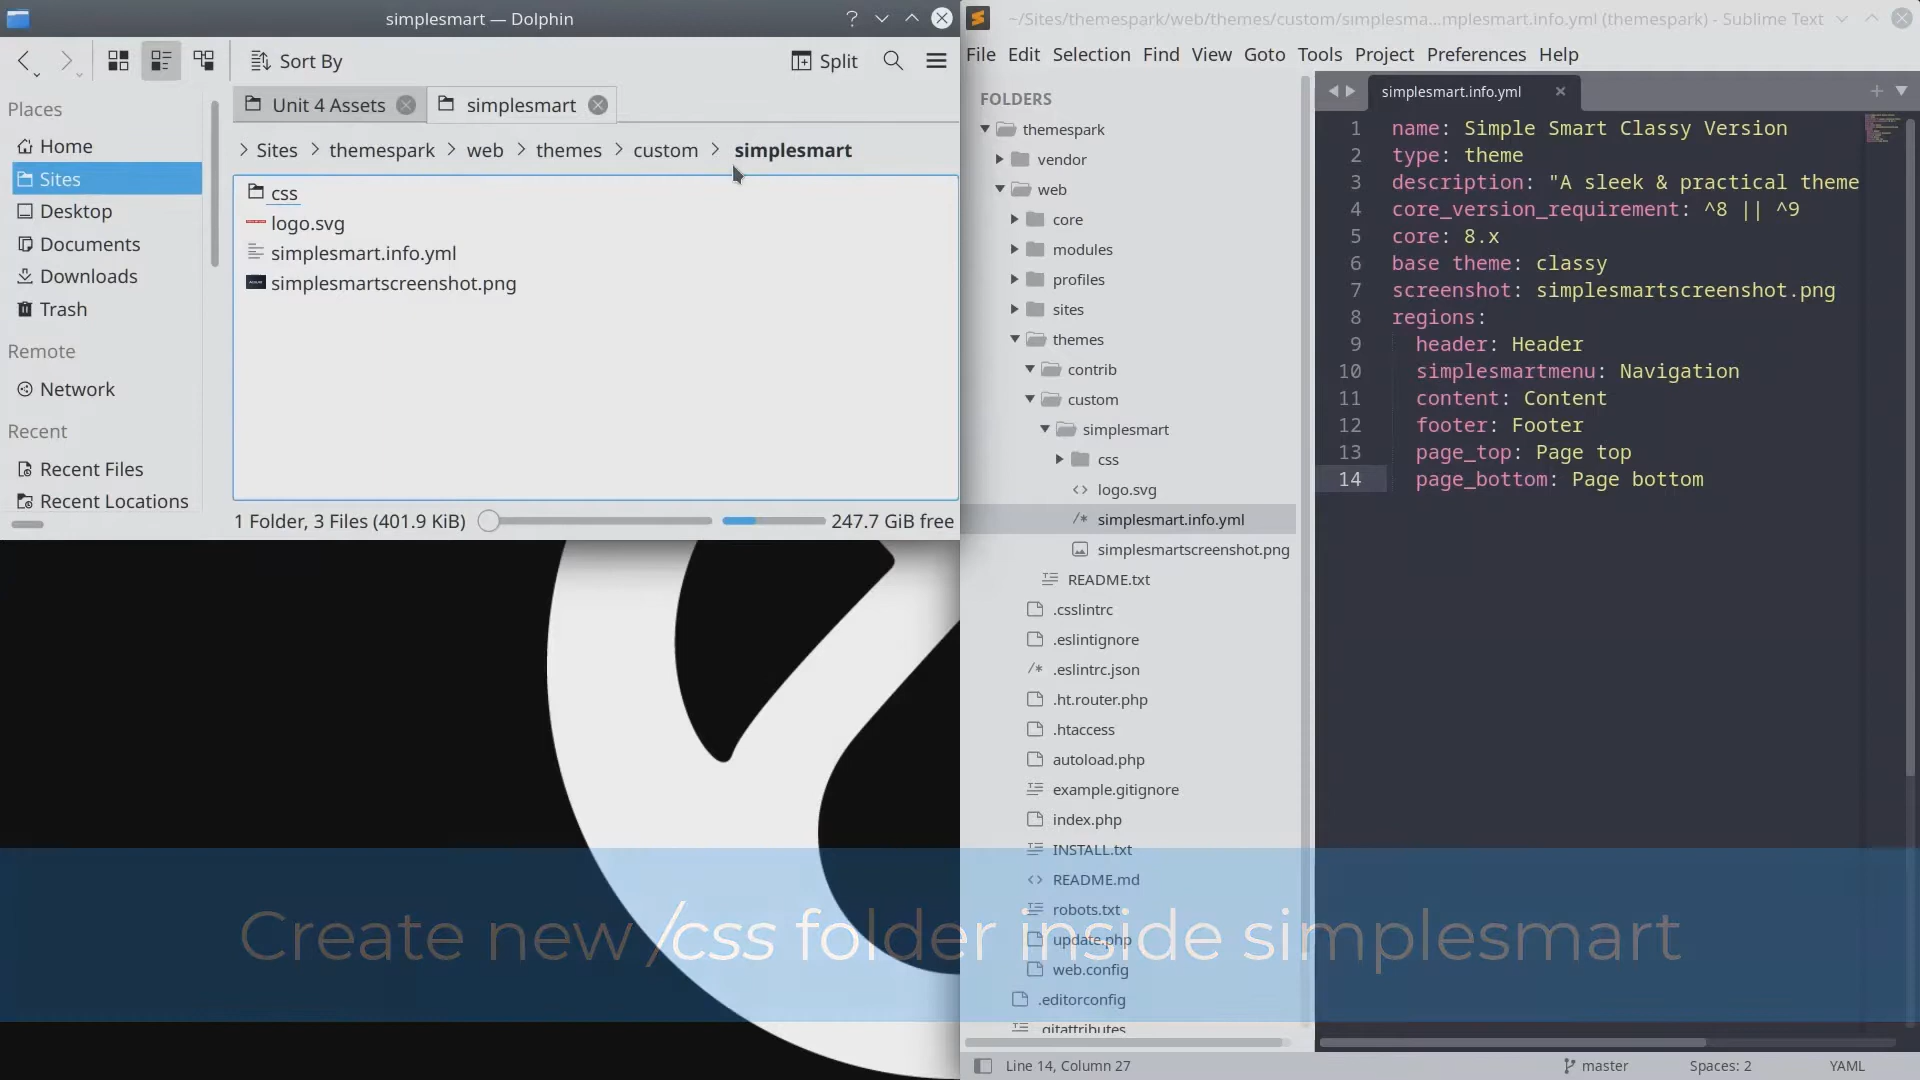 simplesmart — Dolphin
Sort By
Split
Places
Home
Sites
Desktop
Documents
Downloads
Trash
Remote
Network
Recent
Recent Files
Recent Locations
Unit 4 Assets
simplesmart
Sites > themespark > web > themes > custom > simplesmart
css
logo.svg
simplesmart.info.yml
simplesmartscreenshot.png
1 Folder, 3 Files (401.9 KiB)
247.7 GiB free
~/Sites/themespark/web/themes/custom/simplesma...mplesmart.info.yml (themespark) - Sublime Text
File Edit Selection Find View Goto Tools Project Preferences Help
FOLDERS
themespark
vendor
web
core
modules
profiles
sites
themes
contrib
custom
simplesmart
css
logo.svg
simplesmart.info.yml
simplesmartscreenshot.png
README.txt
.csslintrc
.eslintignore
.eslintrc.json
.ht.router.php
.htaccess
autoload.php
example.gitignore
index.php
INSTALL.txt
README.md
robots.txt
update.php
web.config
.editorconfig
.gitattributes
simplesmart.info.yml
1 name: Simple Smart Classy Version
2 type: theme
3 description: "A sleek & practical theme
4 core_version_requirement: ^8 || ^9
5 core: 8.x
6 base theme: classy
7 screenshot: simplesmartscreenshot.png
8 regions:
9 header: Header
10 simplesmartmenu: Navigation
11 content: Content
12 footer: Footer
13 page_top: Page top
14 page_bottom: Page bottom
Create new /css folder inside simplesmart
Line 14, Column 27
master
Spaces: 2
YAML